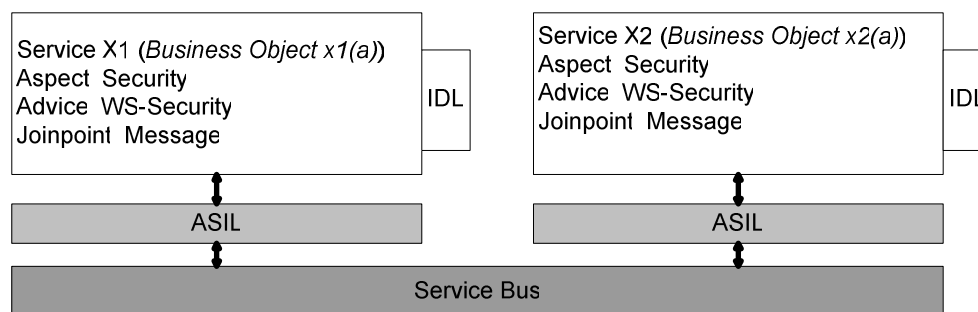 Service X1 (Business Object x1(a))
Aspect Security
Advice WS-Security
Joinpoint Message
IDL
Service X2 (Business Object x2(a))
Aspect Security
Advice WS-Security
Joinpoint Message
IDL
ASIL
ASIL
Service Bus